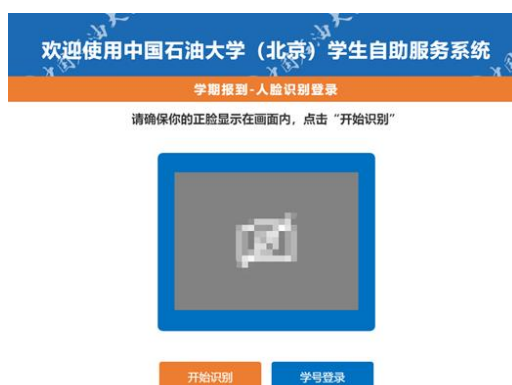 欢迎使用中国石油大学（北京）学生自助服务系统
学期报到-人脸识别登录
请确保你的正脸显示在画面内，点击“开始识别”
开始识别
学号登录